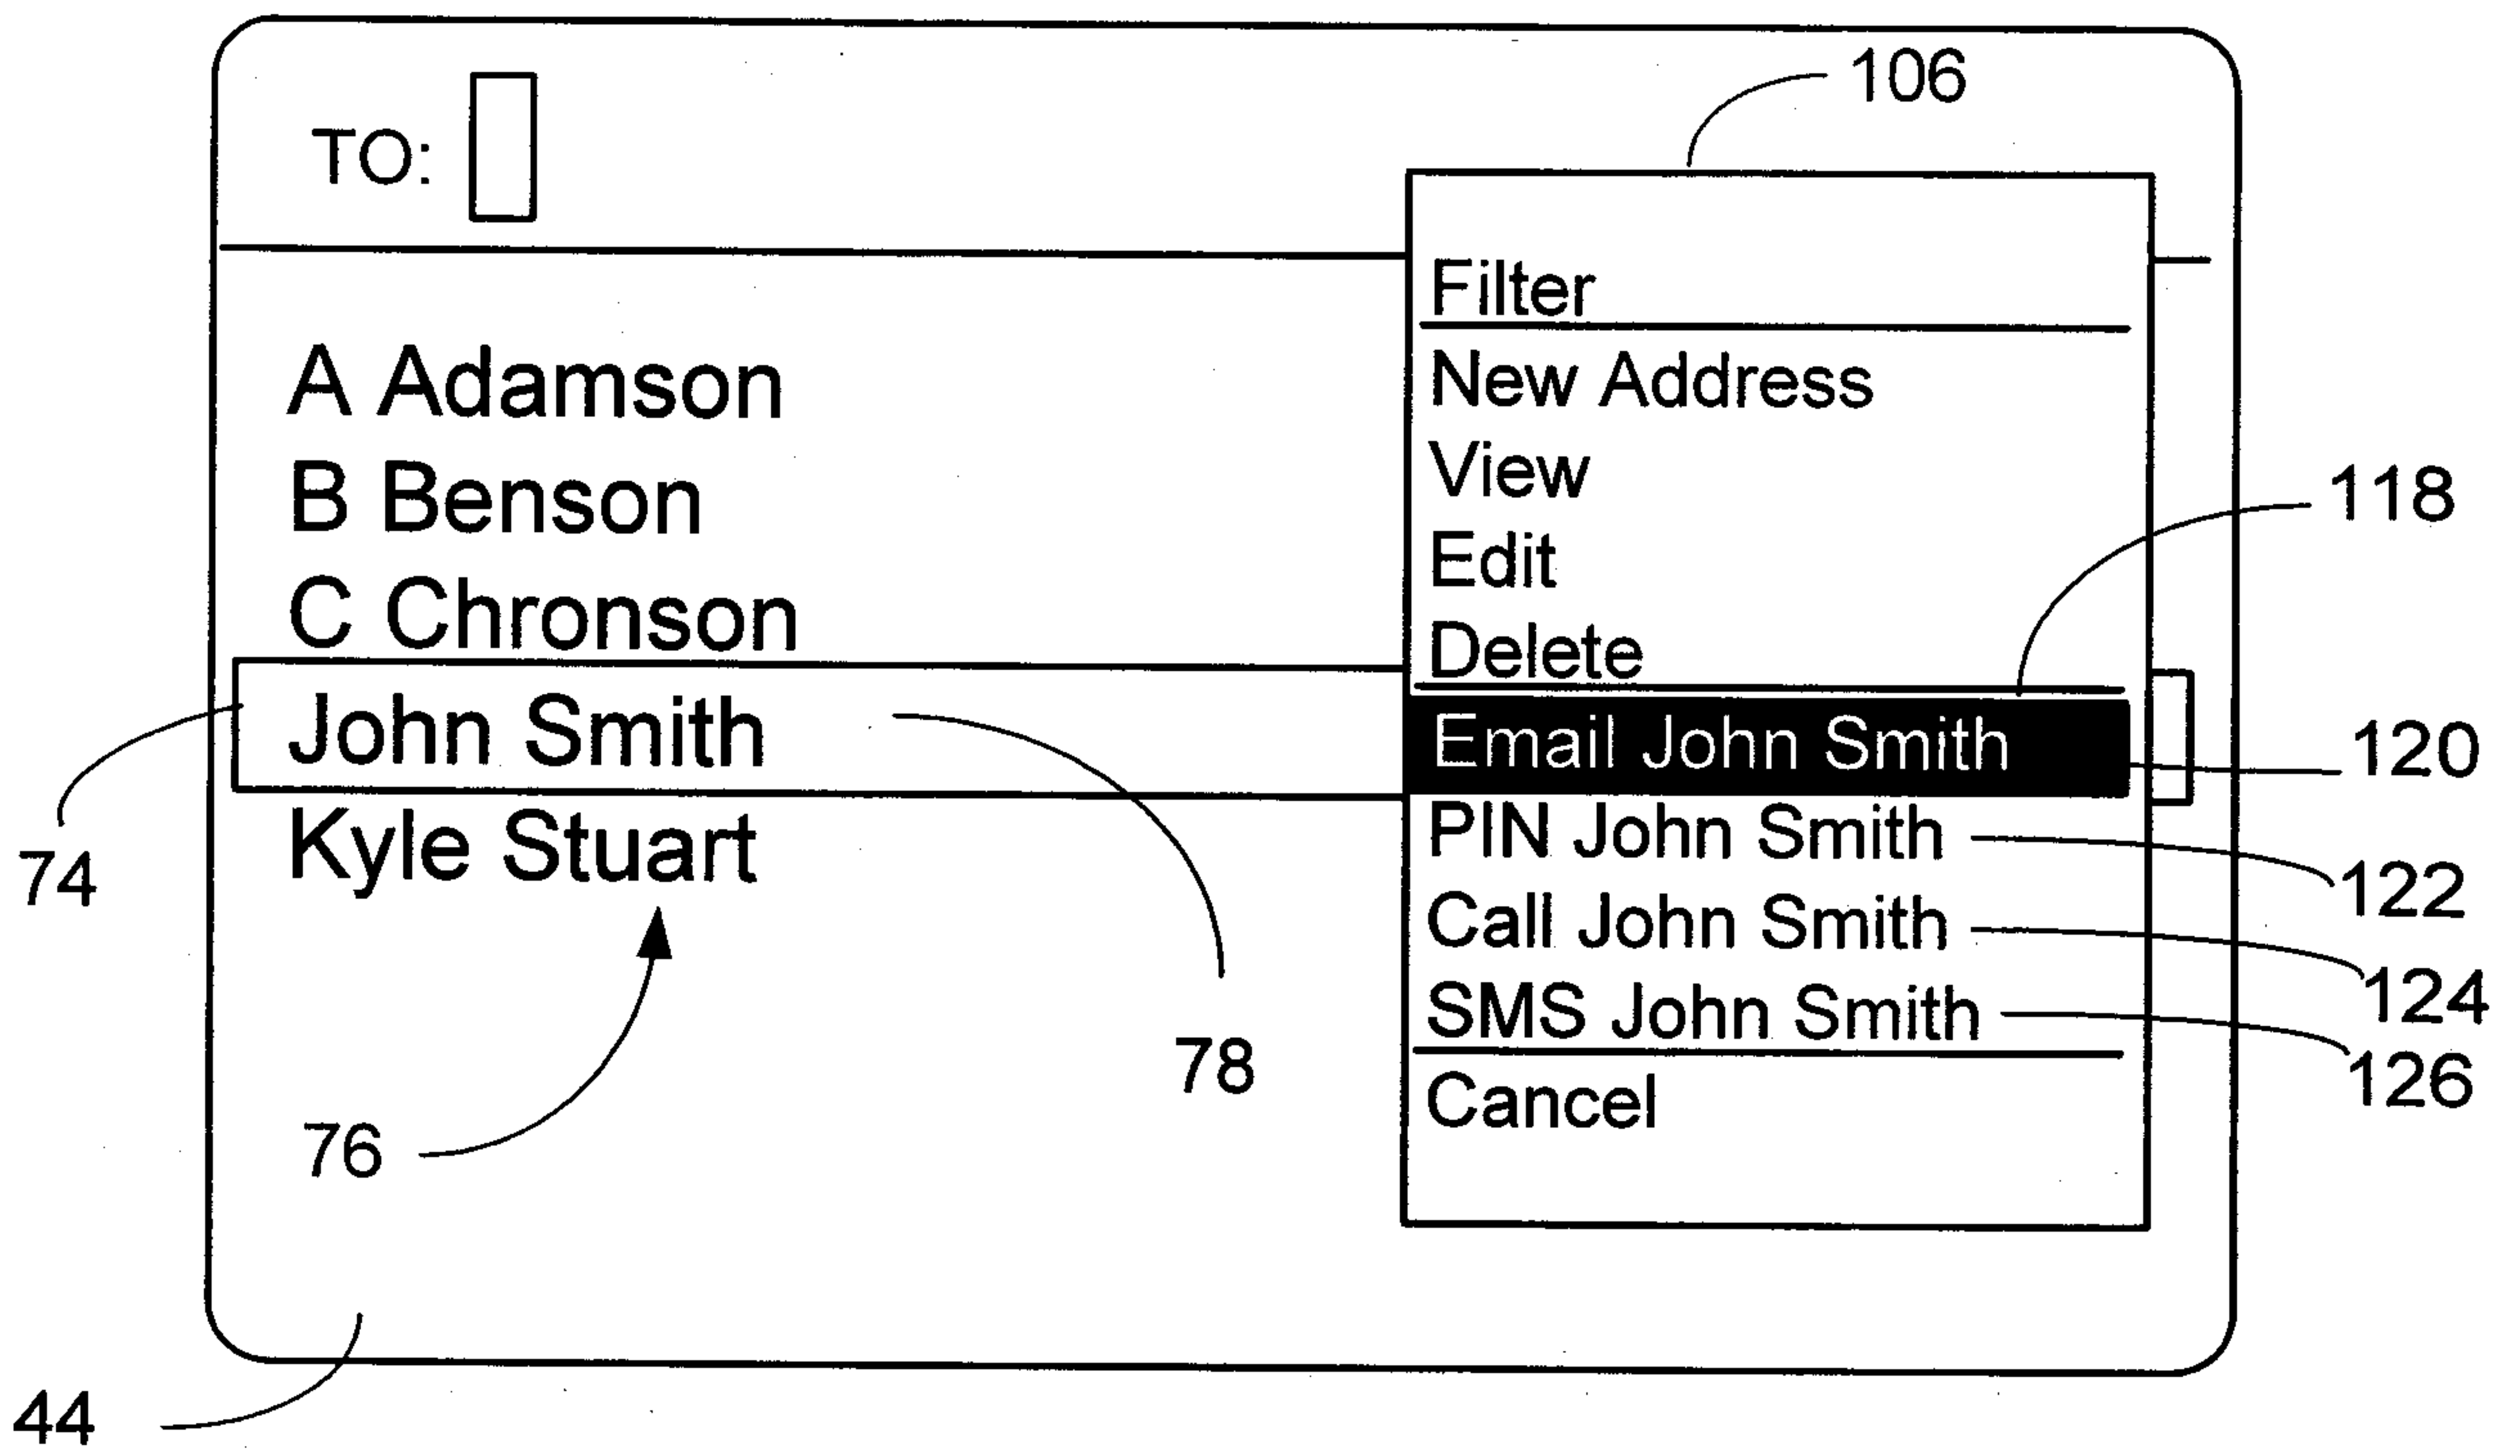 106
TO:
Filter
A Adamson
New Address
B Benson
View
118
Edit
C Chronson
Delete
John Smith
Email John Smith
120
74
Kyle Stuart
PIN John Smith
122
Call John Smith
124
SMS John Smith
126
78
76
Cancel
44